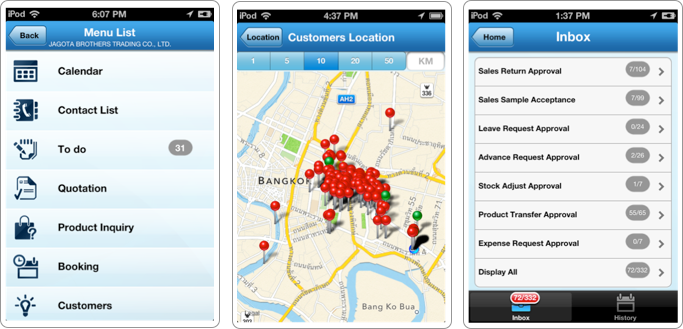 iPod 6:07 PM
Back Menu List
JAGOTA BROTHERS TRADING CO., LTD.
Calendar
Contact List
To do 31
Quotation
Product Inquiry
Booking
Customers
iPod 4:37 PM
Location Customers Location
1 5 10 20 50 KM
AH2
336
BANGKO
Bang Ko Bua
iPod 1:37 PM
Home Inbox
Sales Return Approval 7/104
Sales Sample Acceptance 7/99
Leave Request Approval 0/24
Advance Request Approval 2/26
Stock Adjust Approval 1/7
Product Transfer Approval 55/65
Expense Request Approval 0/7
Display All 72/332
72/332
Inbox History